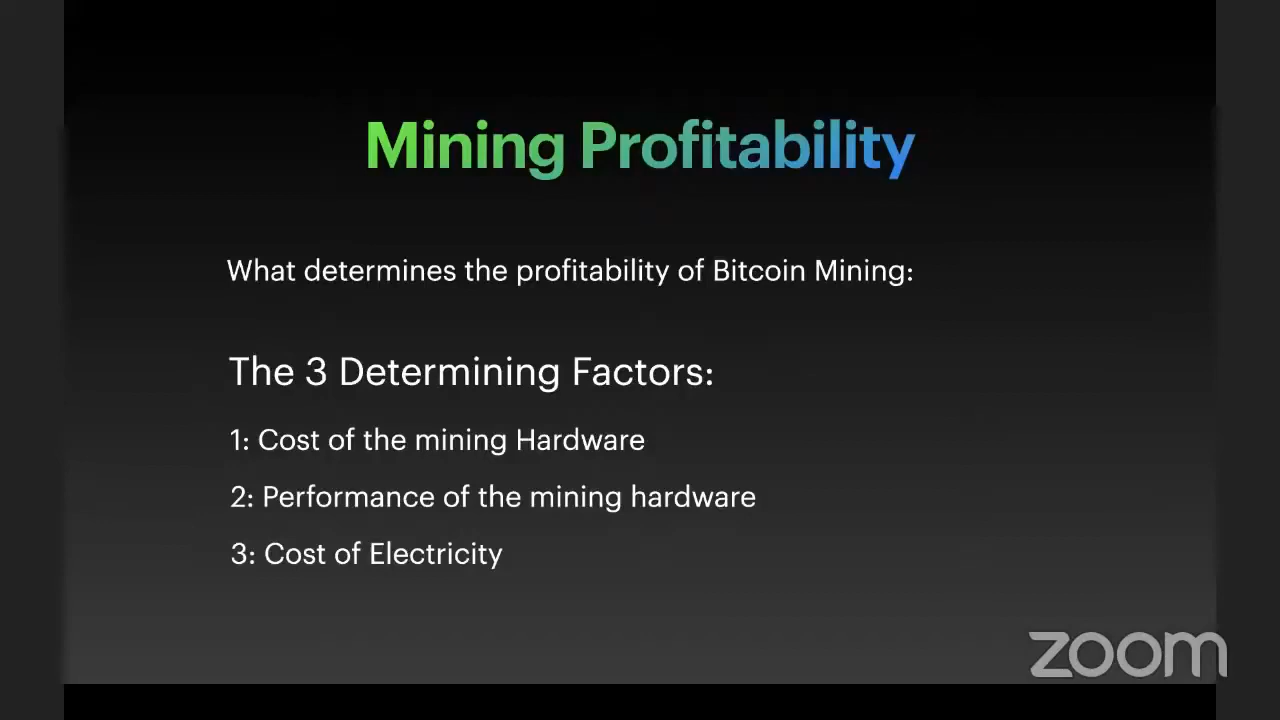 Mining Profitability
What determines the profitability of Bitcoin Mining:
The 3 Determining Factors:
1: Cost of the mining Hardware
2: Performance of the mining hardware
3: Cost of Electricity
zoom